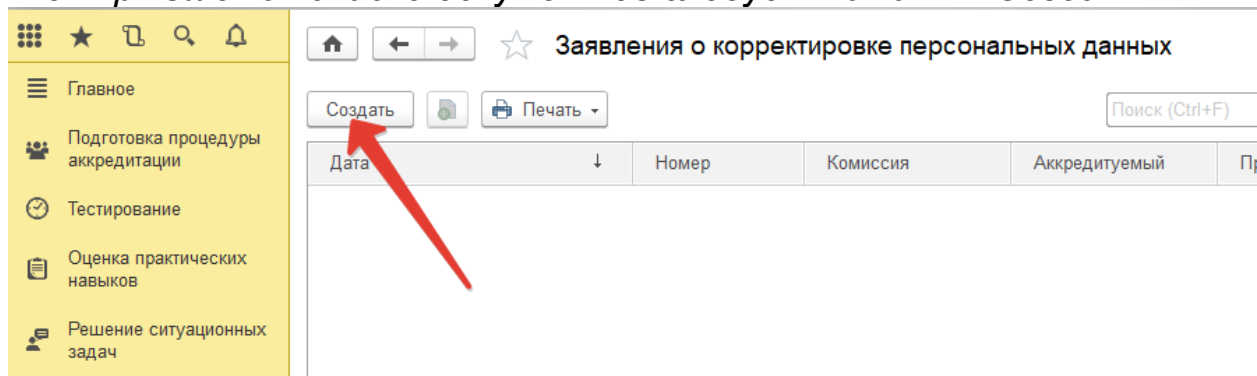 Заявления о корректировке персональных данных
Главное
Подготовка процедуры
аккредитации
Тестирование
Оценка практических
навыков
Решение ситуационных
задач
Создать
Печать
Поиск (Ctrl+F)
Дата
Номер
Комиссия
Аккредитуемый